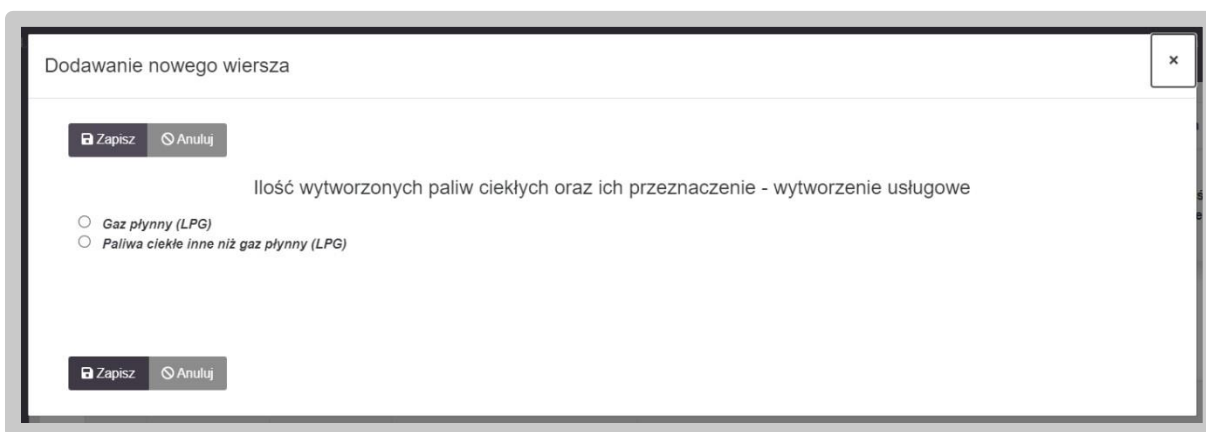 Dodawanie nowego wiersza
×
Zapisz Anuluj
Ilość wytworzonych paliw ciekłych oraz ich przeznaczenie - wytworzenie usługowe
Gaz płynny (LPG)
Paliwa ciekłe inne niż gaz płynny (LPG)
Zapisz Anuluj